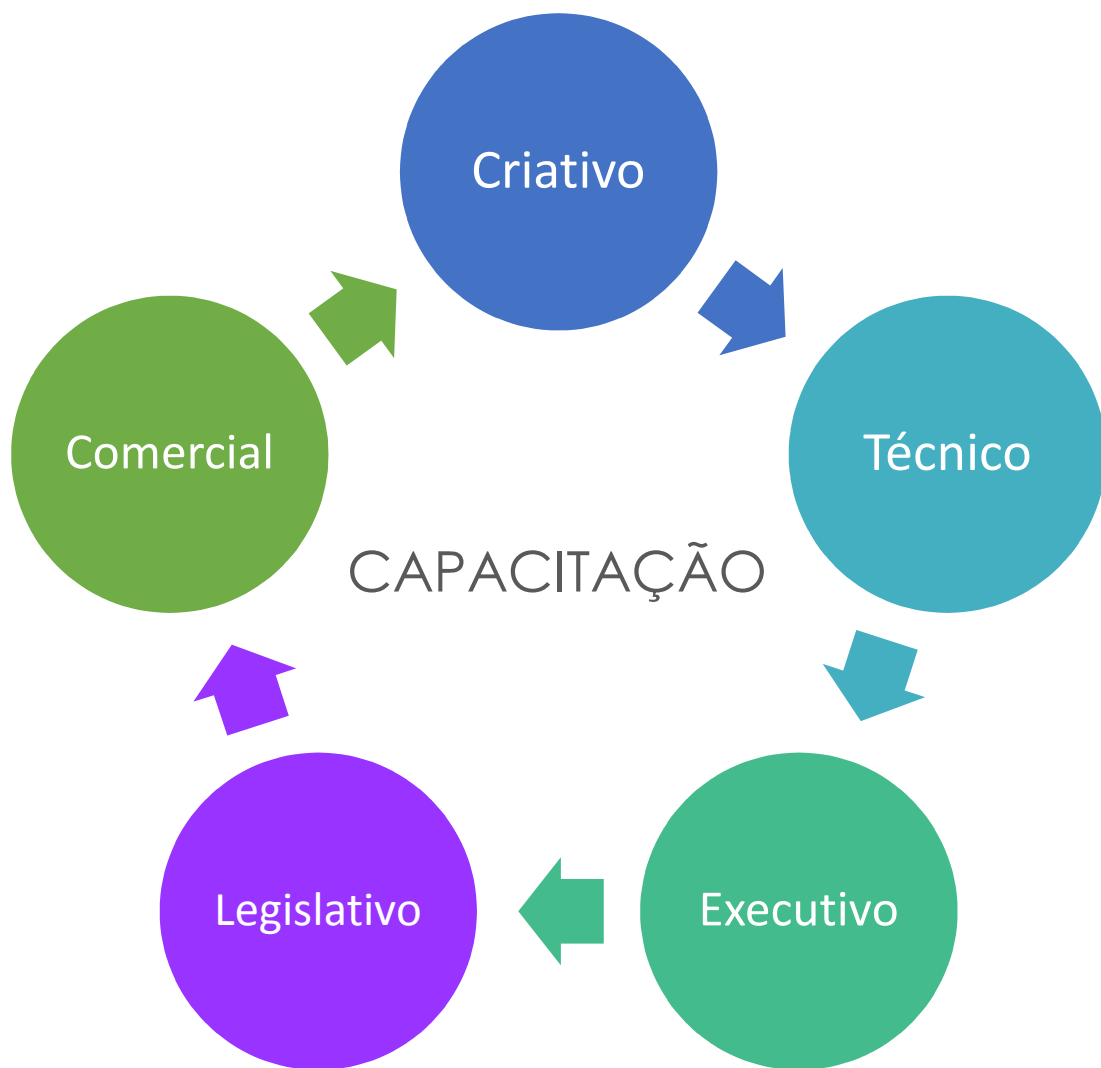 Criativo
Técnico
Executivo
Legislativo
Comercial
CAPACITAÇÃO